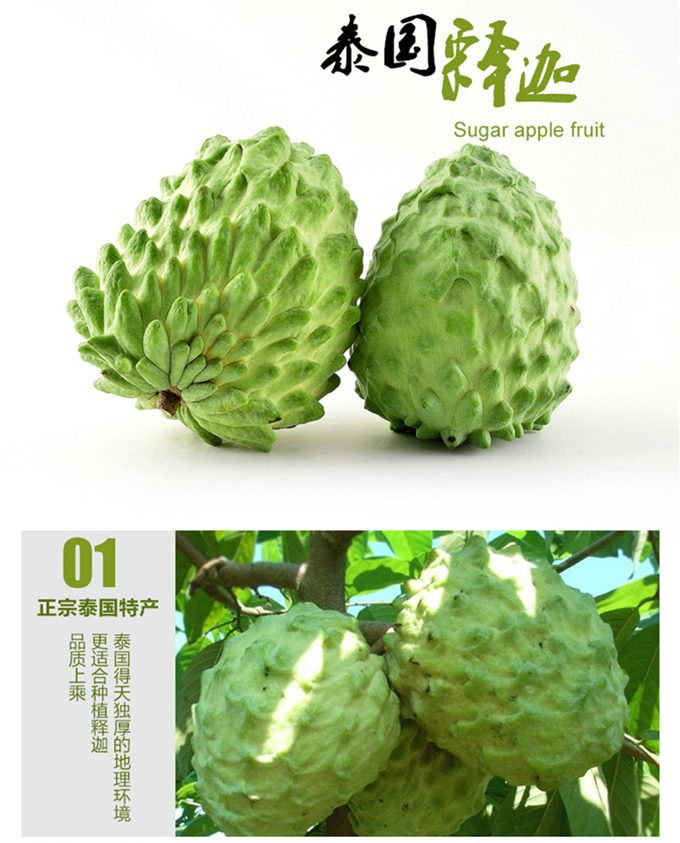 泰国释迦
Sugar apple fruit
01
正宗泰国特产
泰国得天独厚的地理环境
更适合种植释迦
品质上乘